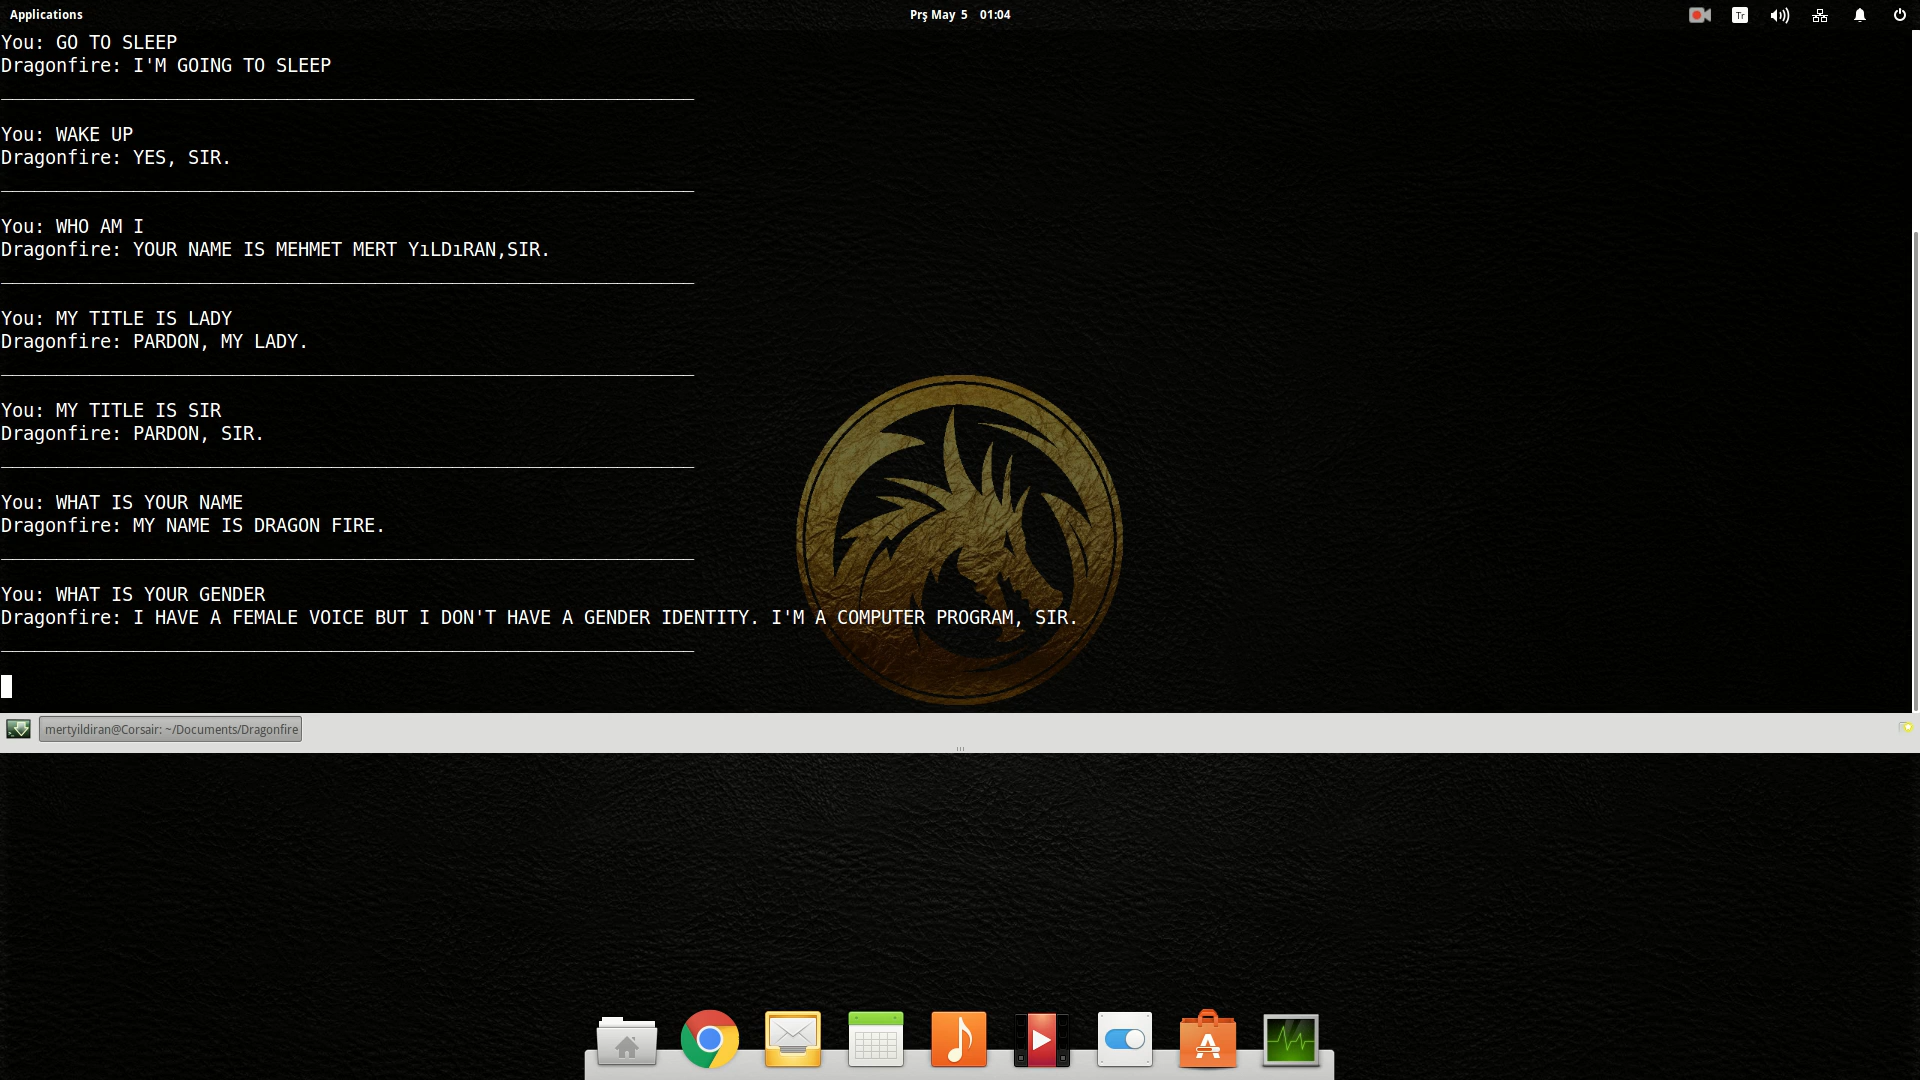 Applications
Prş May 5 01:04
Tr
You: GO TO SLEEP
Dragonfire: I'M GOING TO SLEEP
You: WAKE UP
Dragonfire: YES, SIR.
You: WHO AM I
Dragonfire: YOUR NAME IS MEHMET MERT YıLDıRAN,SIR.
You: MY TITLE IS LADY
Dragonfire: PARDON, MY LADY.
You: MY TITLE IS SIR
Dragonfire: PARDON, SIR.
You: WHAT IS YOUR NAME
Dragonfire: MY NAME IS DRAGON FIRE.
You: WHAT IS YOUR GENDER
Dragonfire: I HAVE A FEMALE VOICE BUT I DON'T HAVE A GENDER IDENTITY. I'M A COMPUTER PROGRAM, SIR.
mertyildiran@Corsair: ~/Documents/Dragonfire